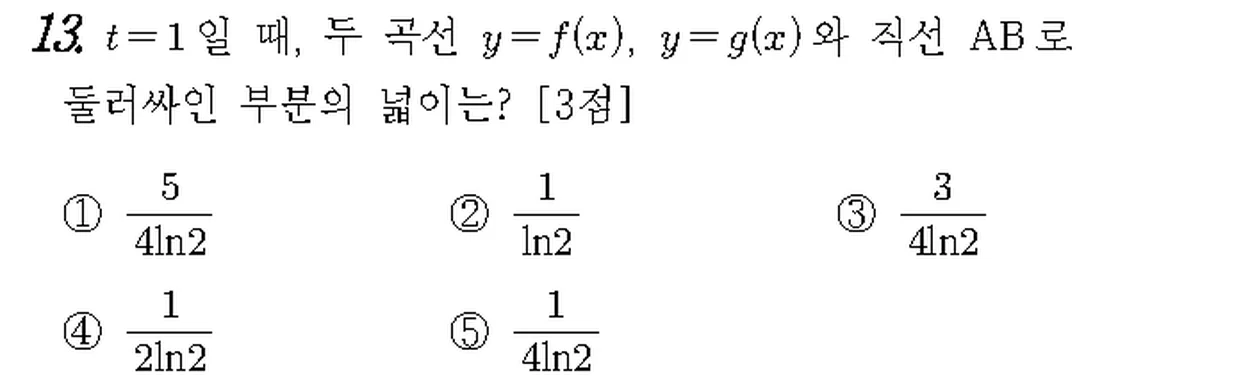 13. t=1일 때, 두 곡선 y=f(x), y=g(x)와 직선 AB로
둘러싸인 부분의 넓이는? [3점]
① 5/(4ln2) ② 1/(ln2) ③ 3/(4ln2)
④ 1/(2ln2) ⑤ 1/(4ln2)